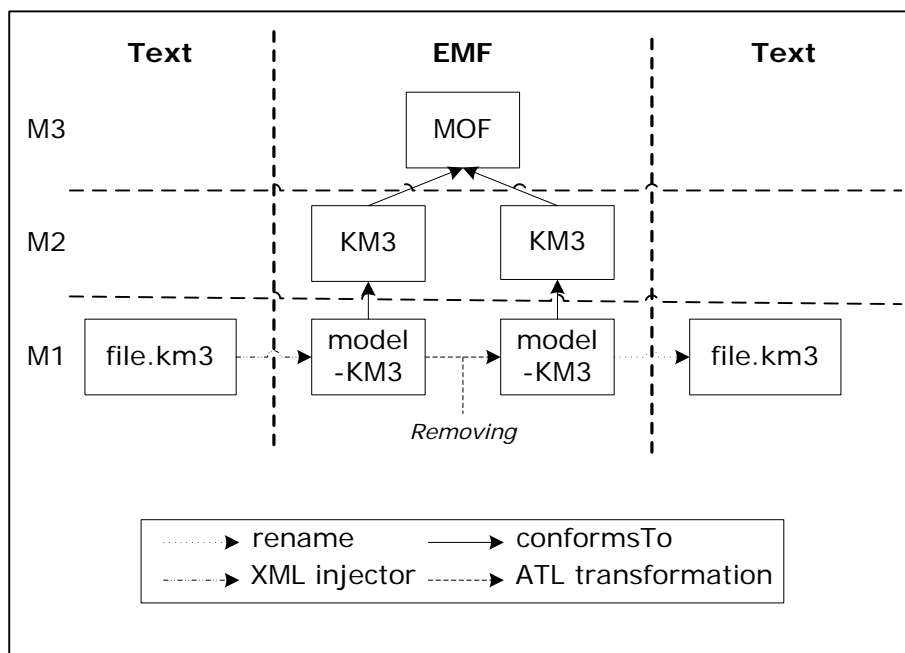 Text EMF Text
M3
MOF
M2
KM3 KM3
M1
file.km3
model
-KM3
model
-KM3
file.km3
Removing
rename conformsTo
XML injector ATL transformation